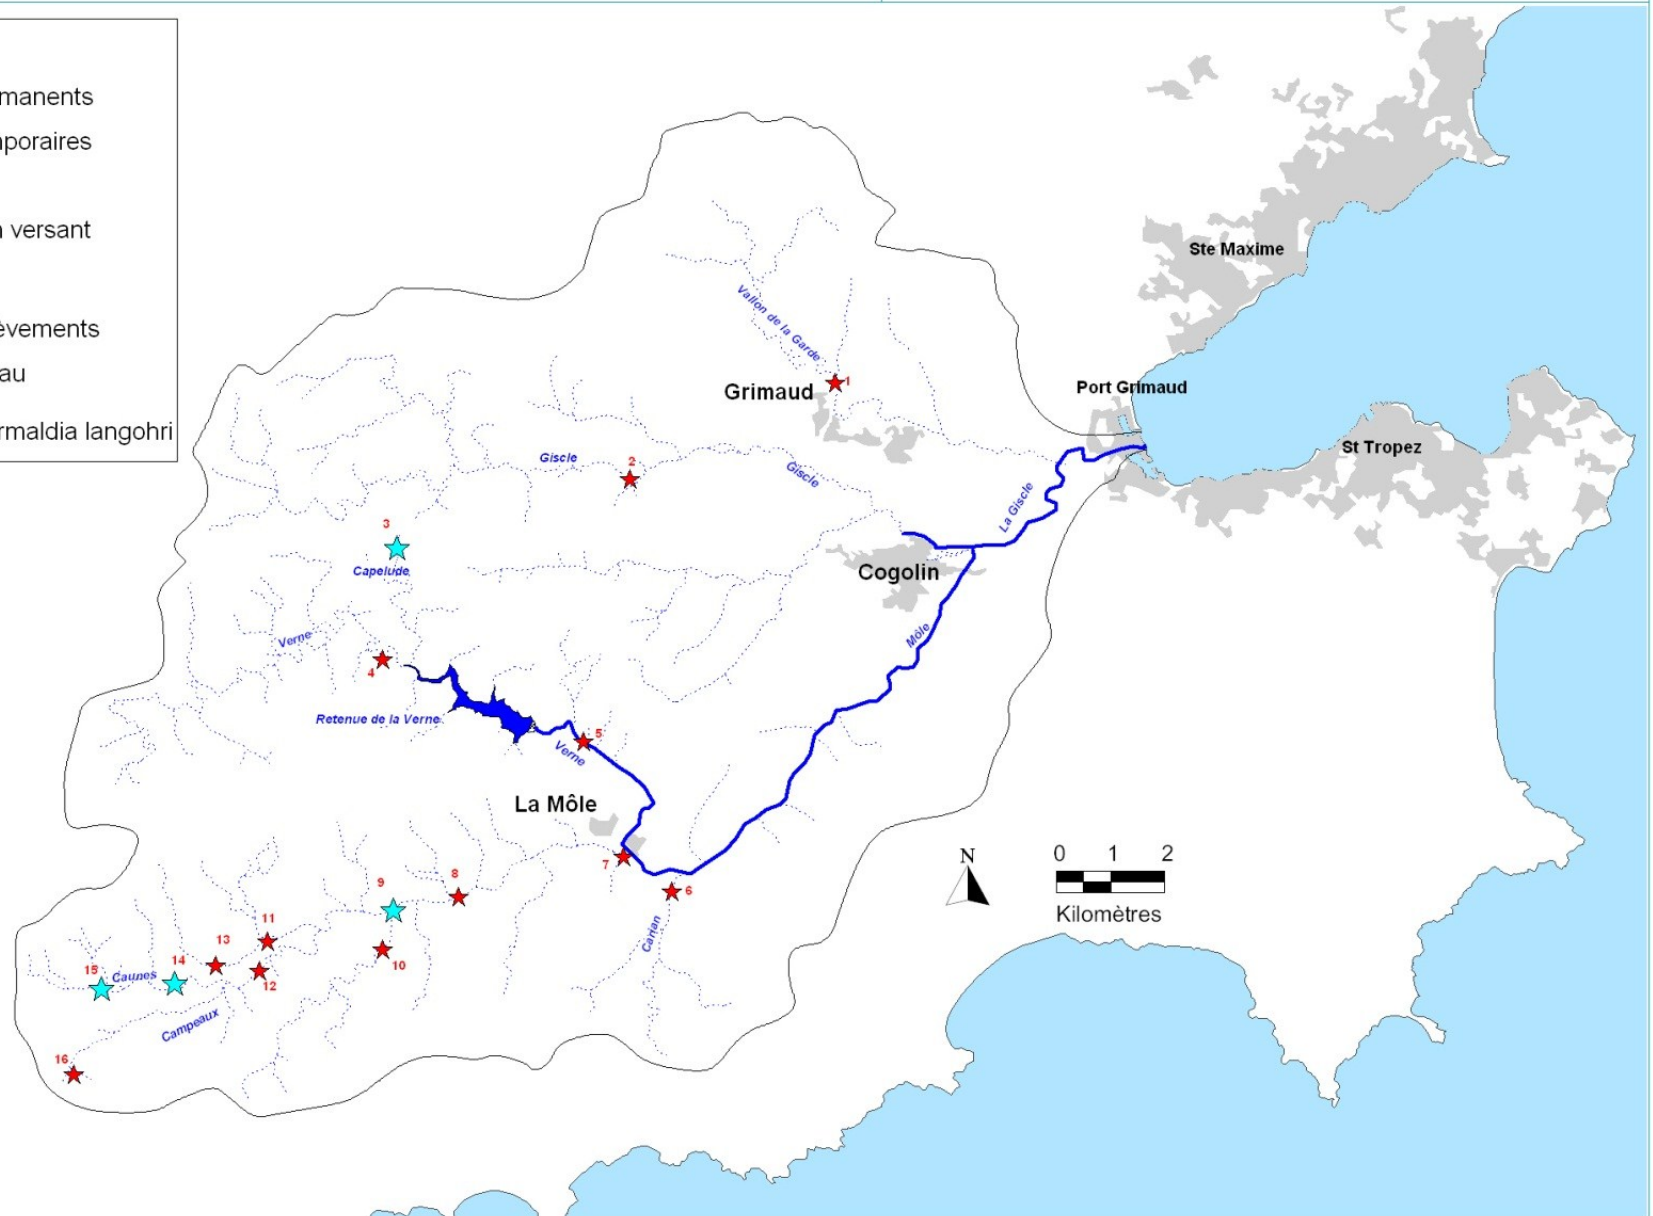 manents
nporaires
versant
èvements
au
rmaldia langohri
Ste Maxime
Vallon de la Garde
Grimaud
1
Port Grimaud
St Tropez
Giscle
2
Giscle
La Giscle
3
Capelude
Cogolin
Verne
4
Môle
Retenue de la Verne
5
Verne
La Môle
7
6
N
0 1 2
Kilomètres
8
9
10
Carian
11
13
12
14
15
Caunes
Campeaux
16